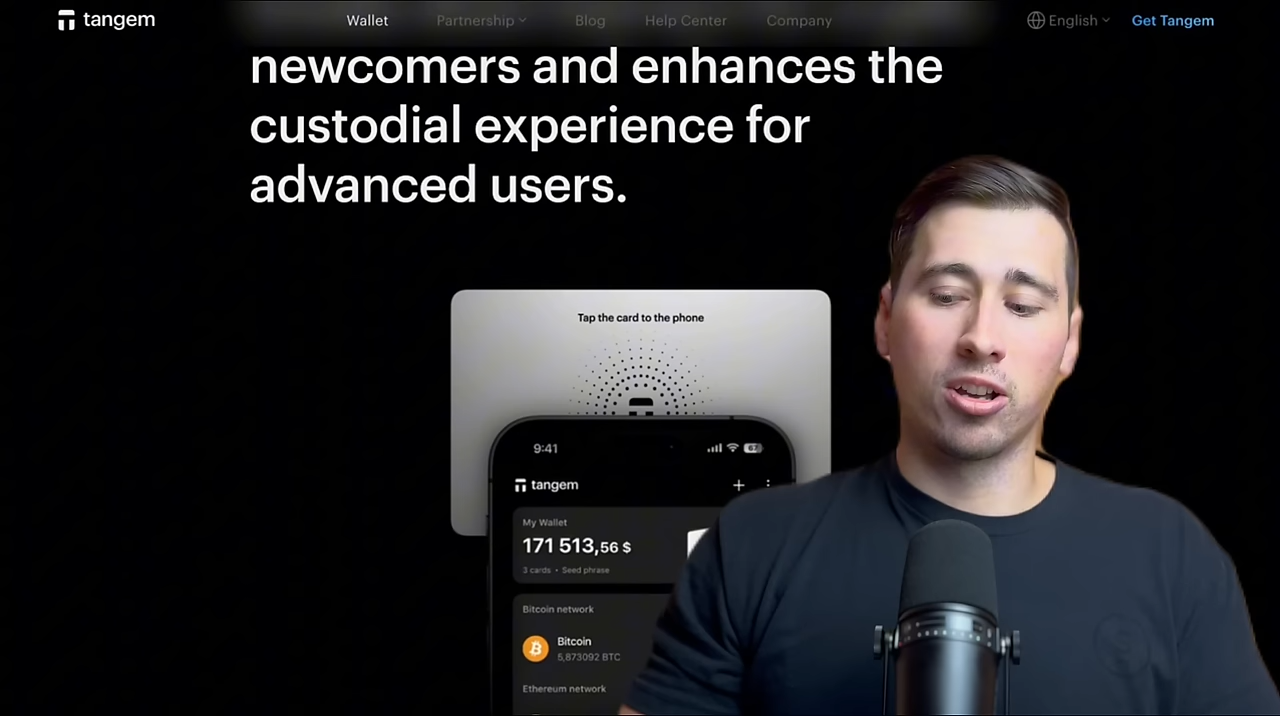 tangem
Wallet
Partnership
Blog
Help Center
Company
English
Get Tangem
newcomers and enhances the
custodial experience for
advanced users.
Tap the card to the phone
9:41
67
tangem
My Wallet
171 513,56 $
3 cards • Seed phrase
Bitcoin network
Bitcoin
5,873092 BTC
Ethereum network